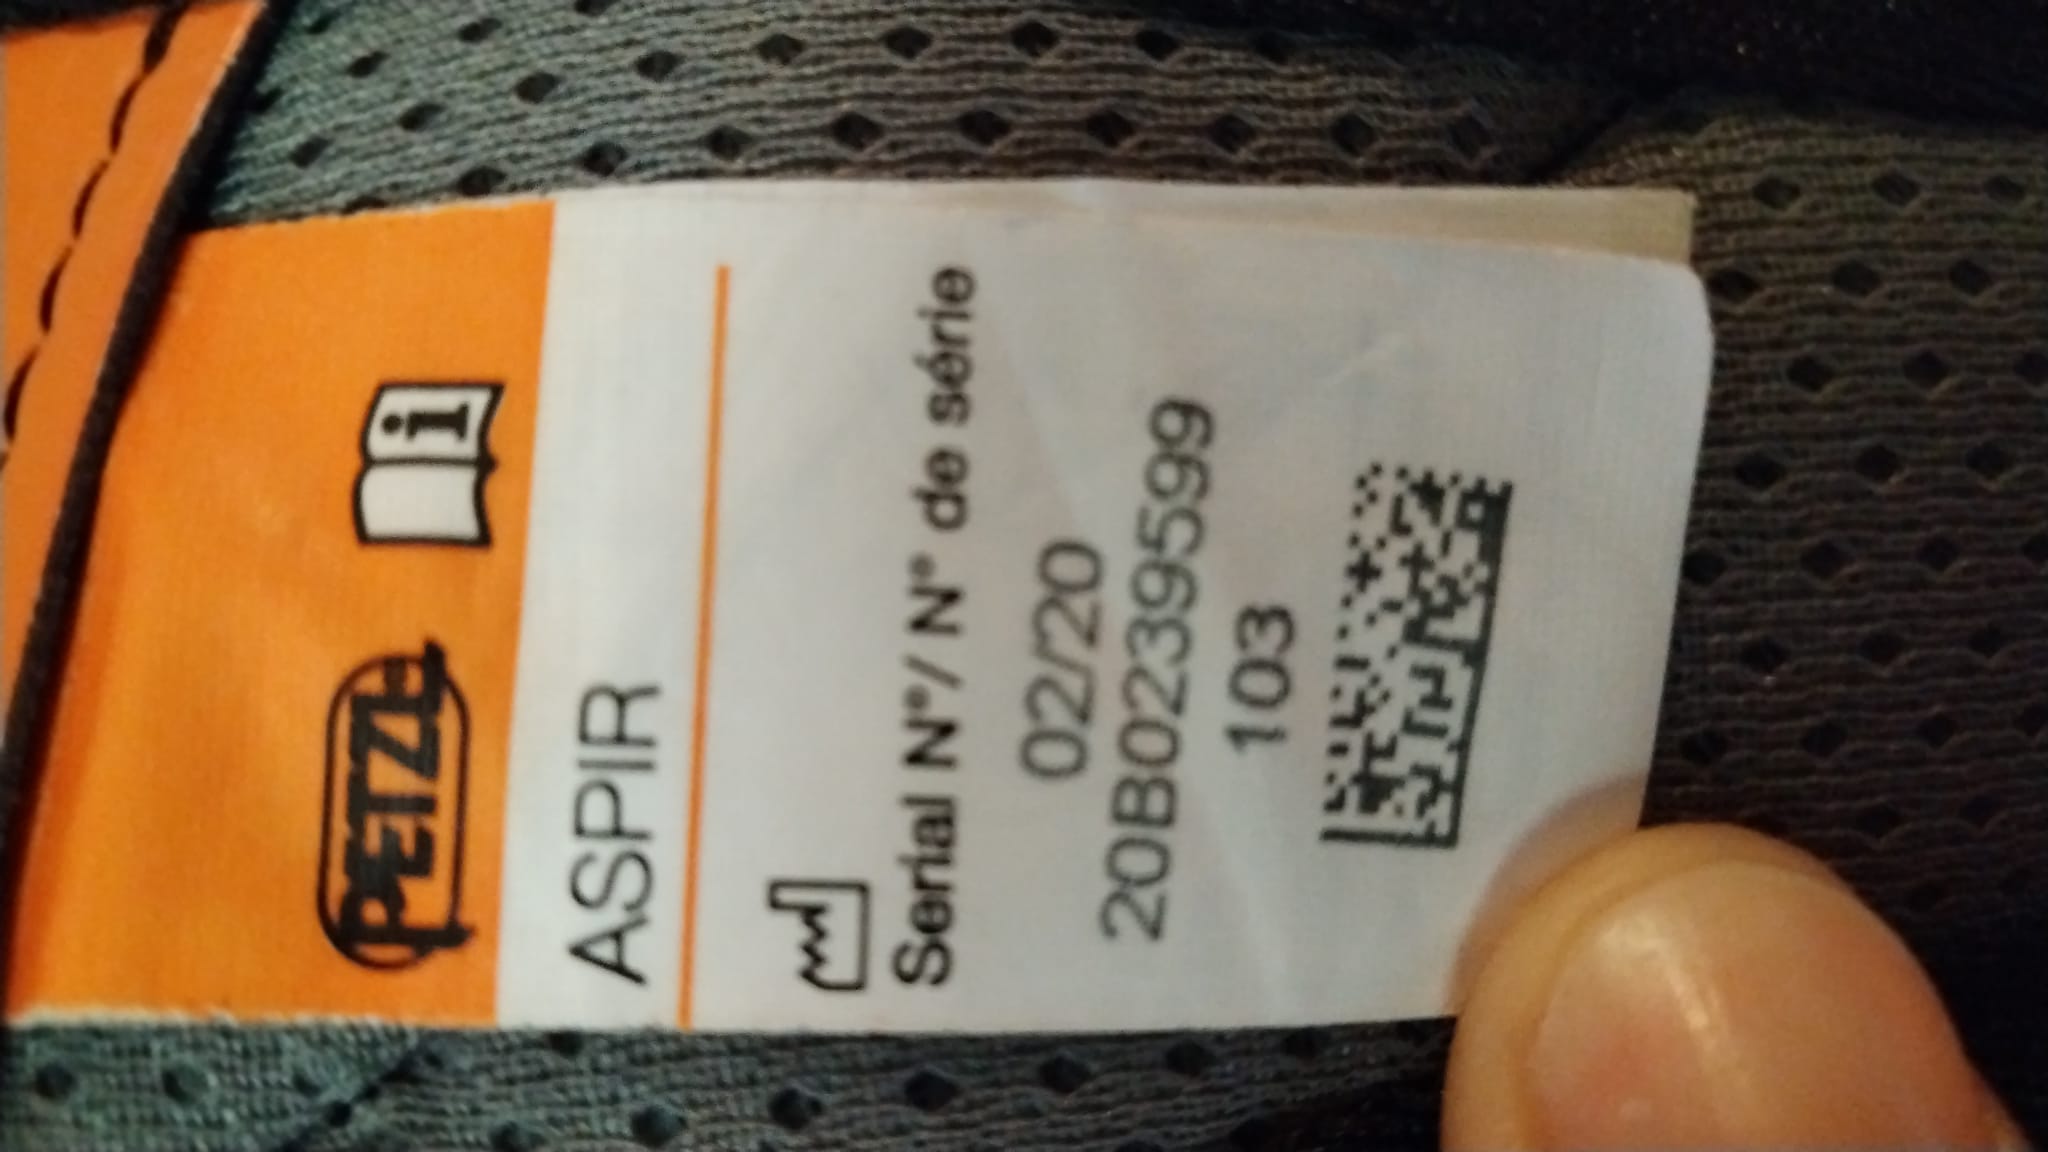 PETZL
i
ASPIR
Serial N°/ N° de série
02/20
20B0239599
103